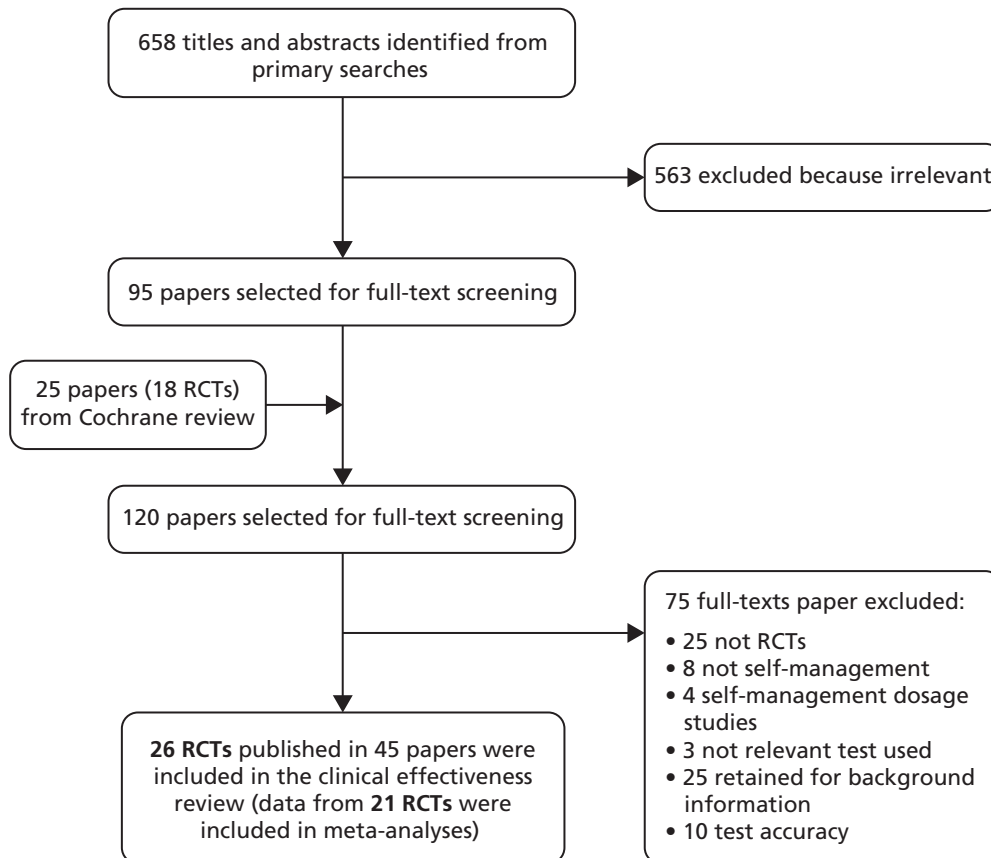 658 titles and abstracts identified from
primary searches
563 excluded because irrelevant
95 papers selected for full-text screening
25 papers (18 RCTs)
from Cochrane review
120 papers selected for full-text screening
75 full-texts paper excluded:
• 25 not RCTs
• 8 not self-management
• 4 self-management dosage
studies
• 3 not relevant test used
• 25 retained for background
information
• 10 test accuracy
26 RCTs published in 45 papers were
included in the clinical effectiveness
review (data from 21 RCTs were
included in meta-analyses)